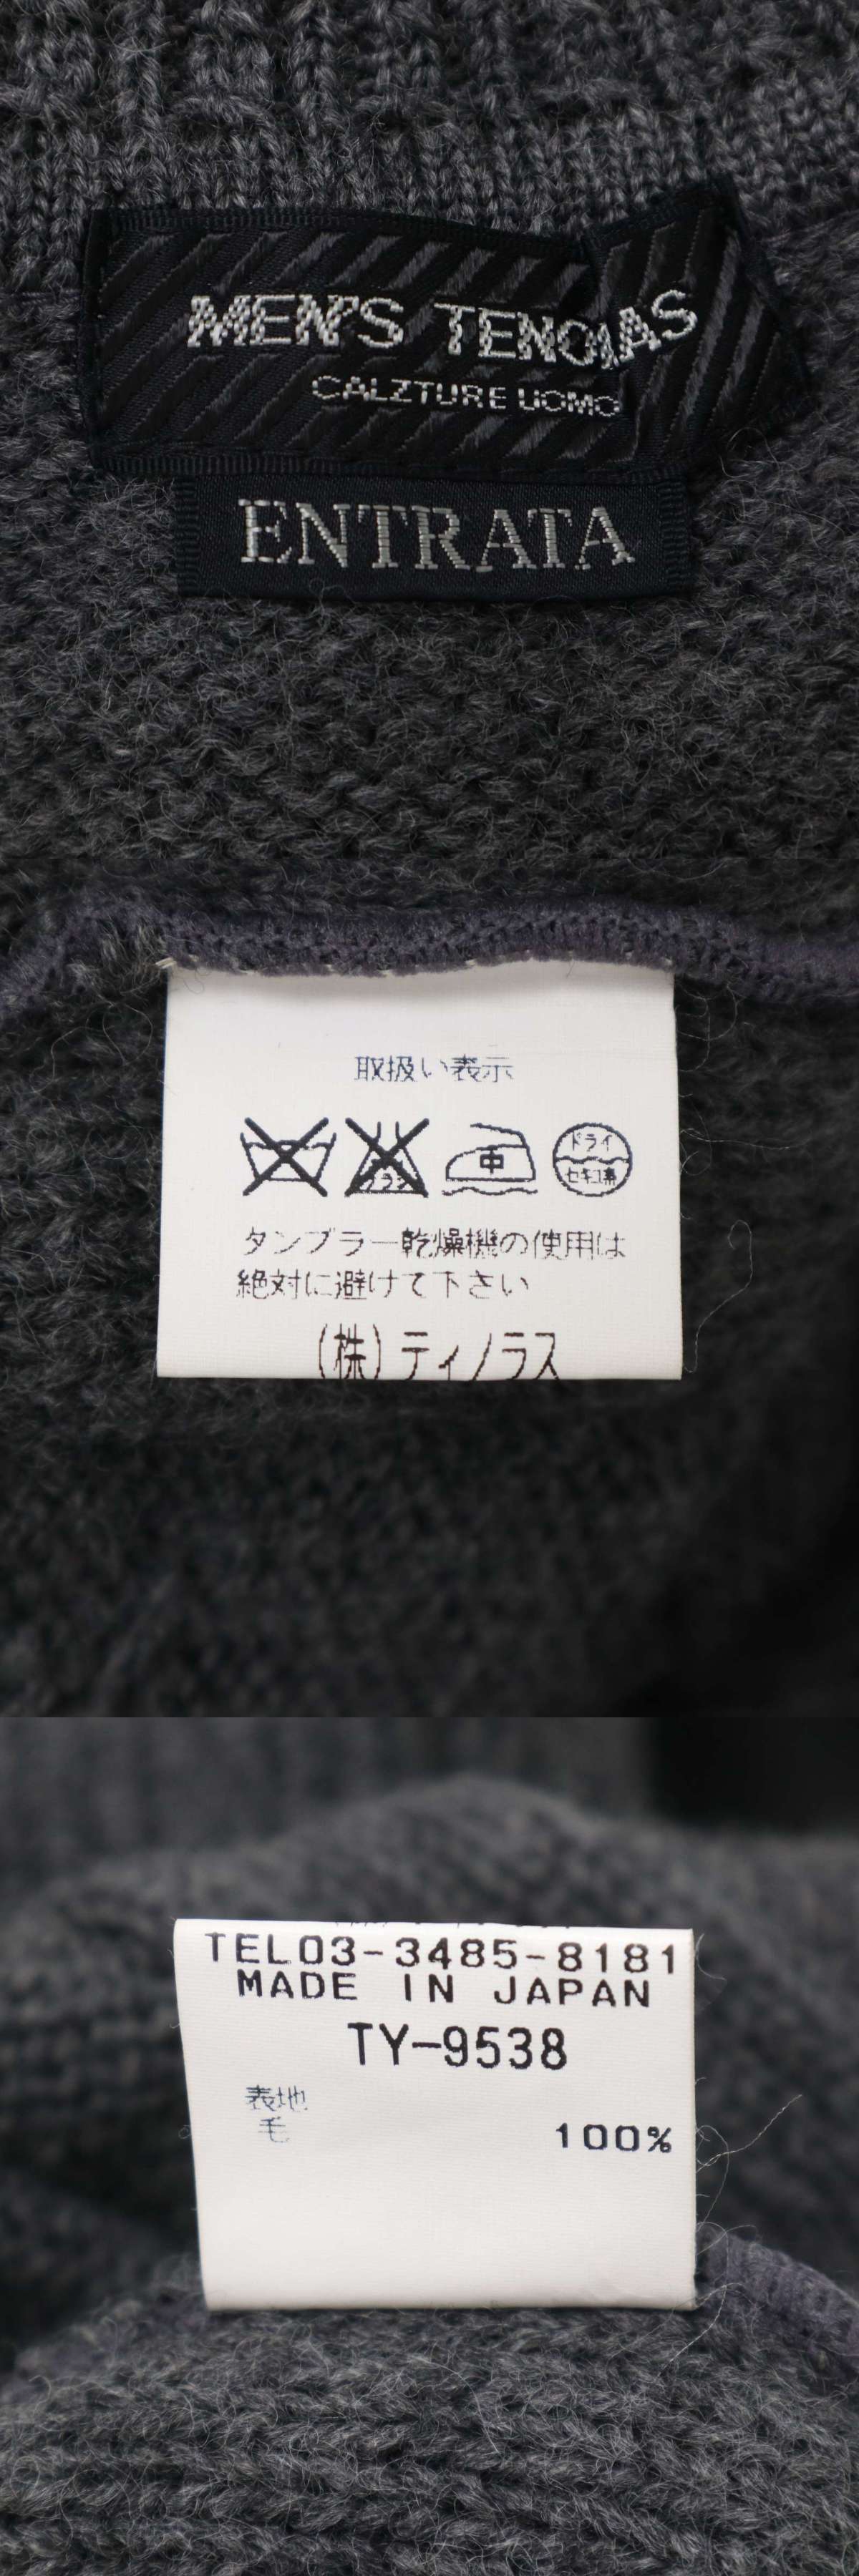 MEN'S TENORAS
CALZTURE UOMO
ENTRATA
取扱い表示
中
ドライ
セキユ系
タンブラー乾燥機の使用は
絶対に避けて下さい
(株)ティノラス
TEL03-3485-8181
MADE IN JAPAN
TY-9538
表地
毛 100%